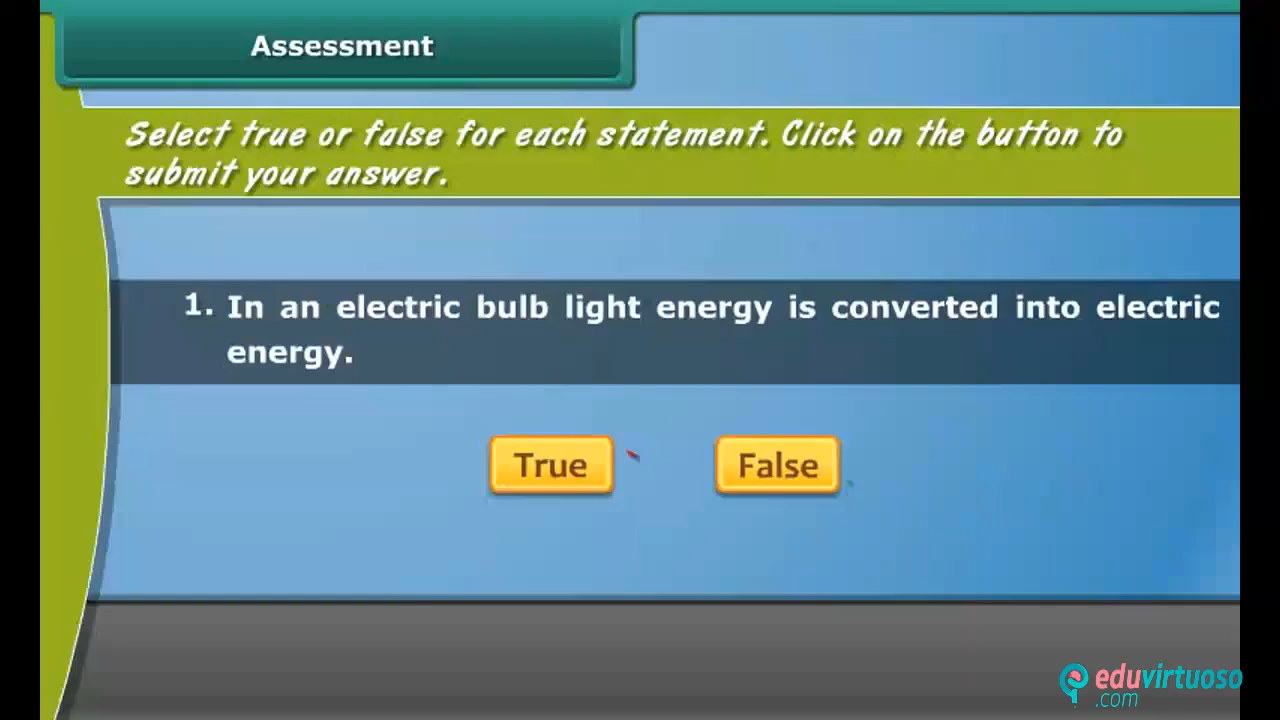 Assessment
Select true or false for each statement. Click on the button to
submit your answer.
1. In an electric bulb light energy is converted into electric
energy.
True False
eduvirtuoso
.com